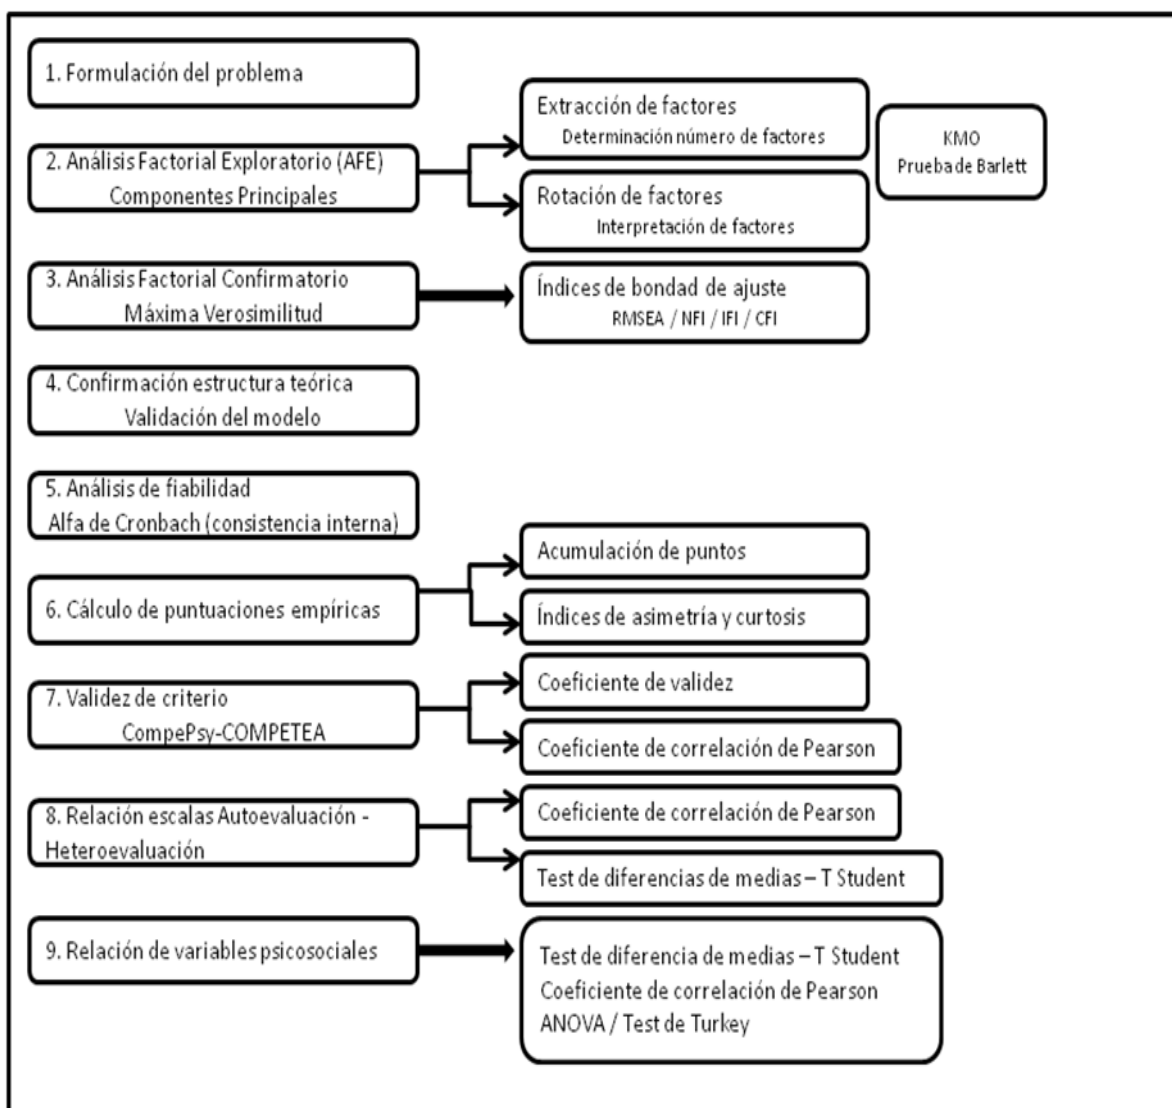 1. Formulación del problema
2. Análisis Factorial Exploratorio (AFE)
Componentes Principales
Extracción de factores
Determinación número de factores
Rotación de factores
Interpretación de factores
KMO
Prueba de Barlett
3. Análisis Factorial Confirmatorio
Máxima Verosimilitud
Índices de bondad de ajuste
RMSEA / NFI / IFI / CFI
4. Confirmación estructura teórica
Validación del modelo
5. Análisis de fiabilidad
Alfa de Cronbach (consistencia interna)
6. Cálculo de puntuaciones empíricas
Acumulación de puntos
Índices de asimetría y curtosis
7. Validez de criterio
CompePsy-COMPETEA
Coeficiente de validez
Coeficiente de correlación de Pearson
8. Relación escalas Autoevaluación -
Heteroevaluación
Coeficiente de correlación de Pearson
Test de diferencias de medias – T Student
9. Relación de variables psicosociales
Test de diferencia de medias – T Student
Coeficiente de correlación de Pearson
ANOVA / Test de Turkey